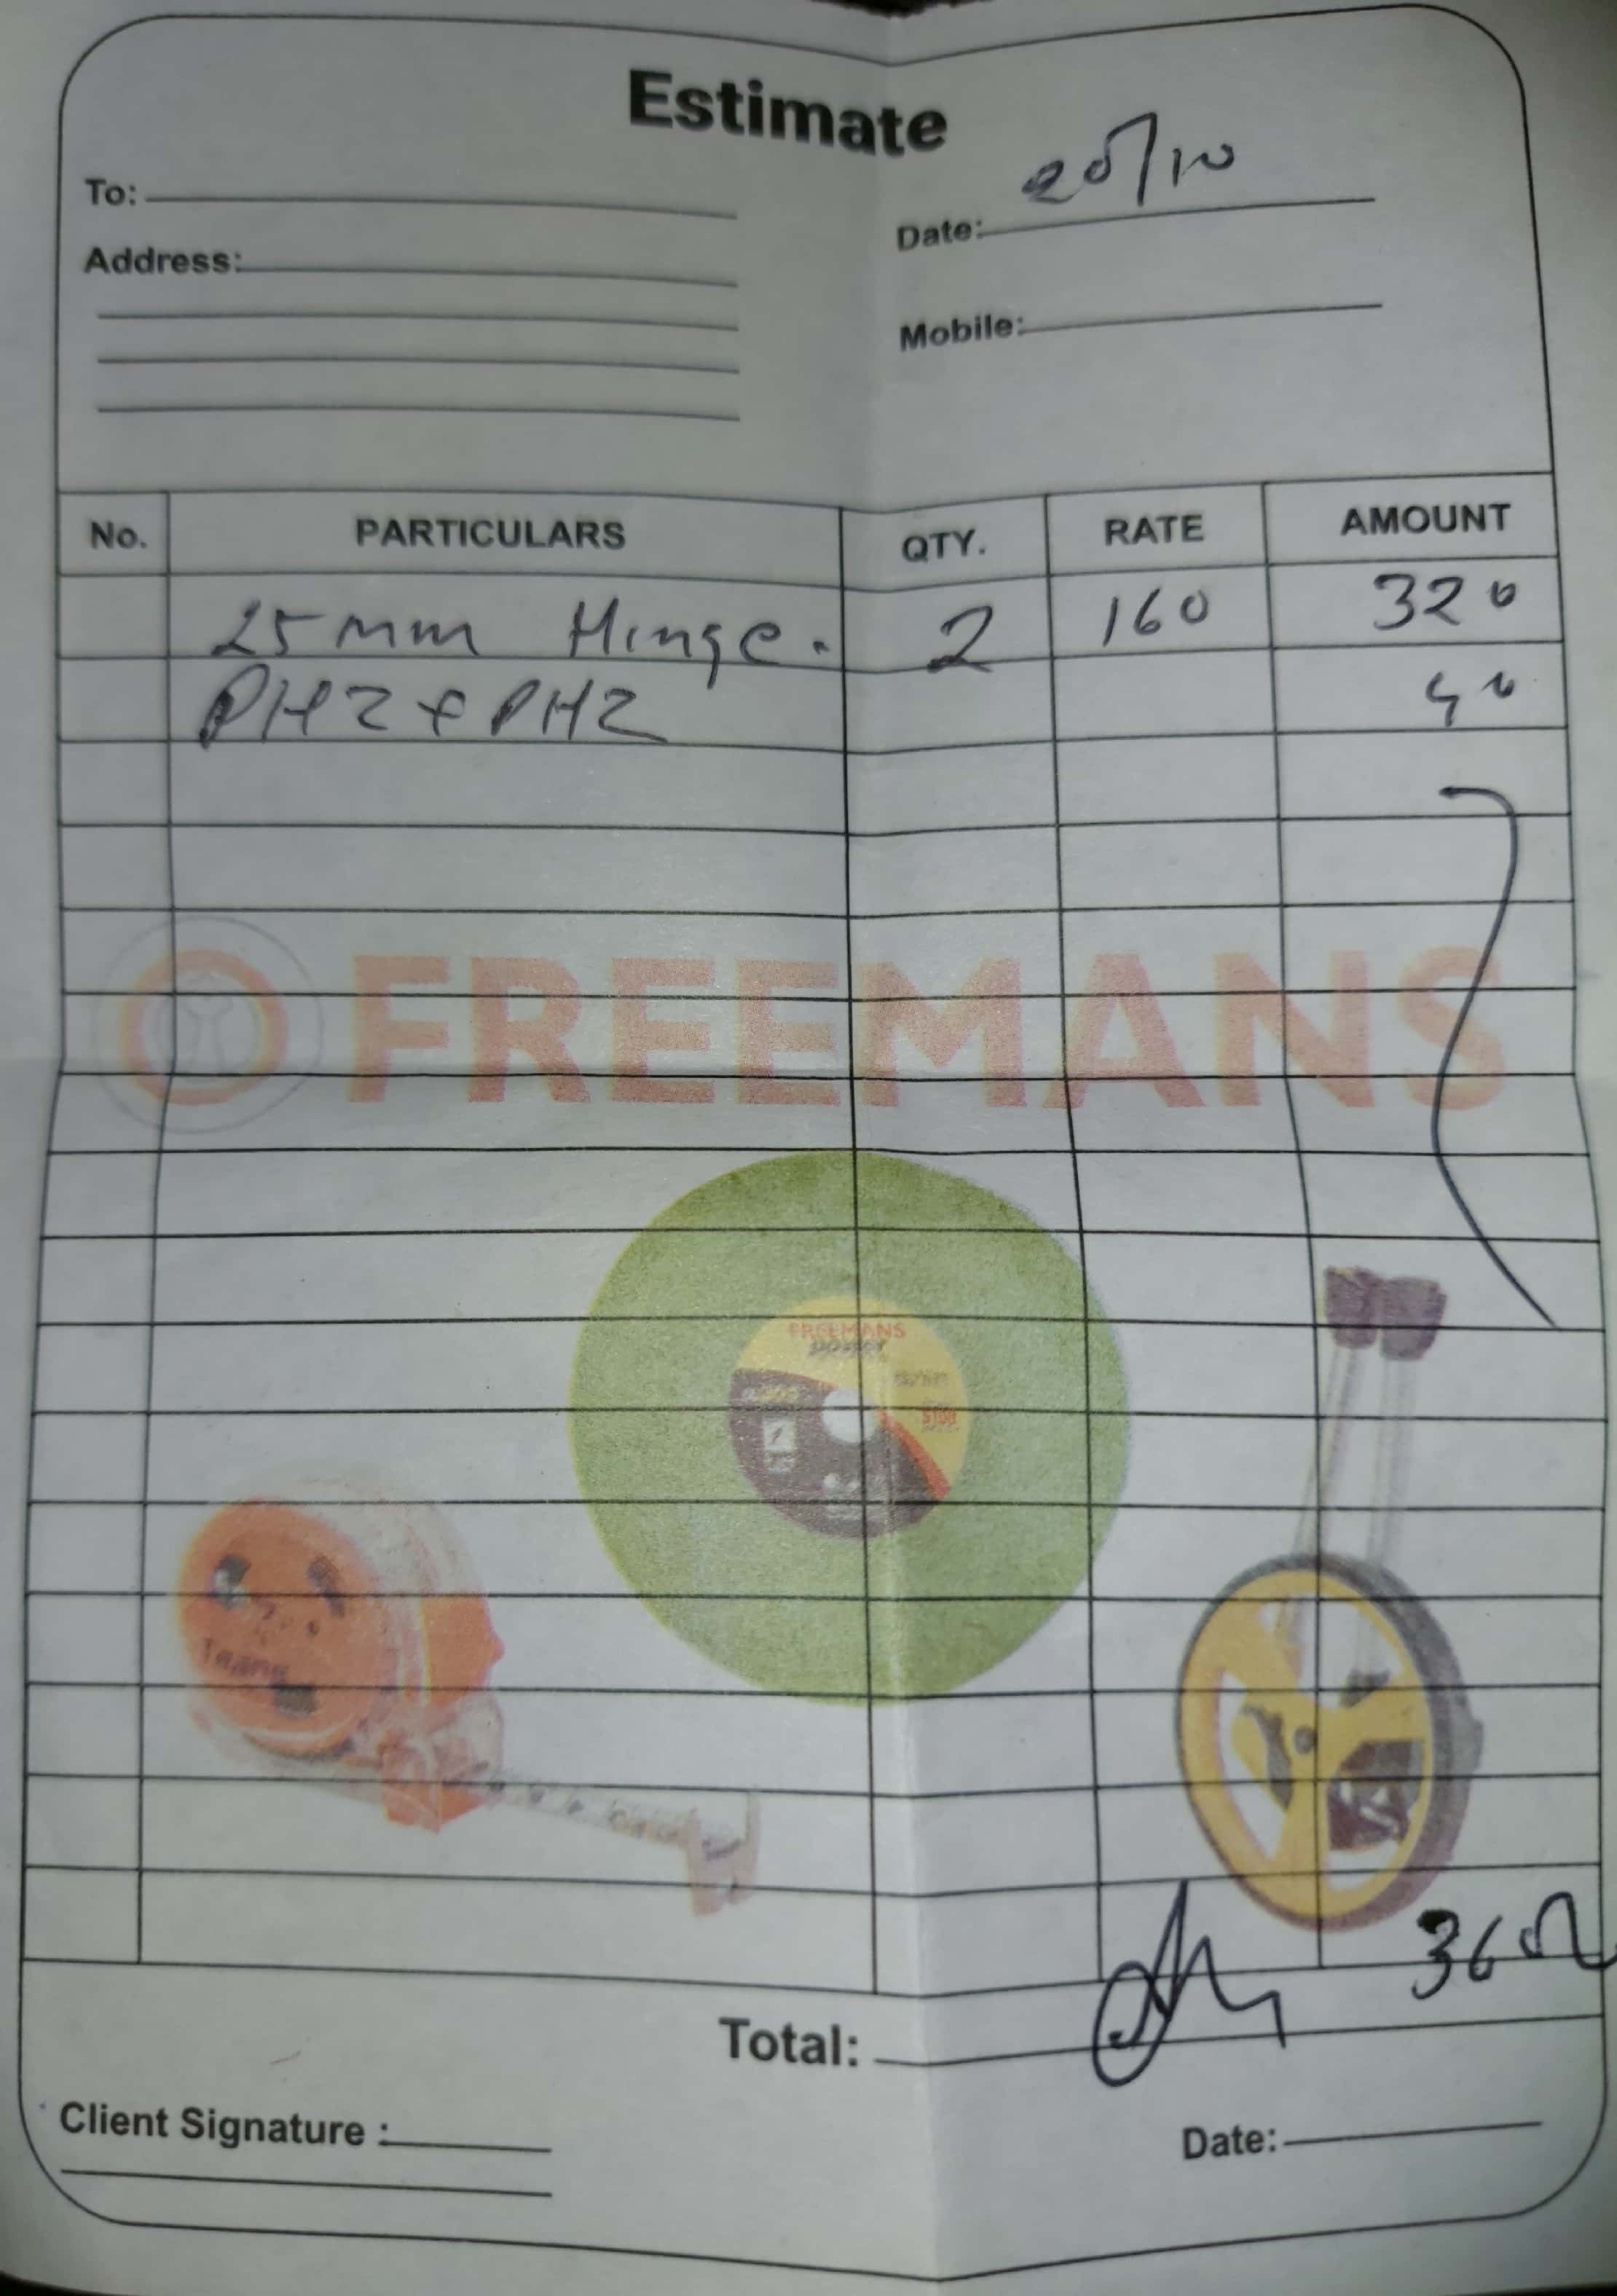 Estimate
To:
Date: 20/10
Address:
Mobile:
No. PARTICULARS QTY. RATE AMOUNT
25mm Hinge. 2 160 320
PH2 + PH2 40
FREEMANS
FREEMANS
360
Total:
Client Signature :
Date: